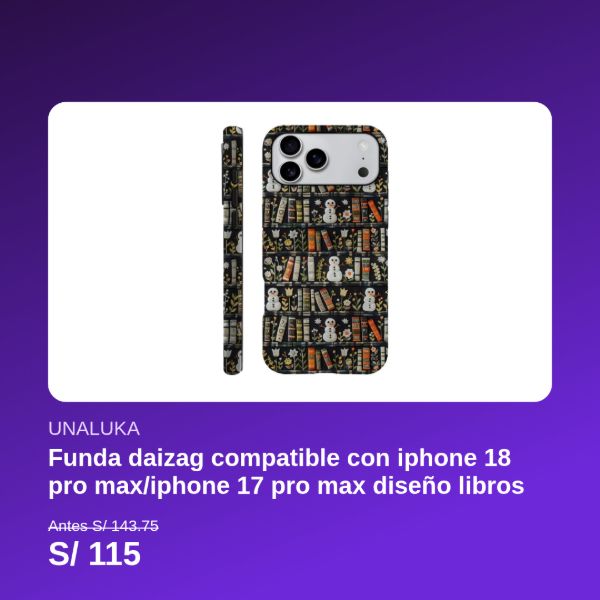 UNALUKA
Funda daizag compatible con iphone 18
pro max/iphone 17 pro max diseño libros
Antes S/ 143.75
S/ 115